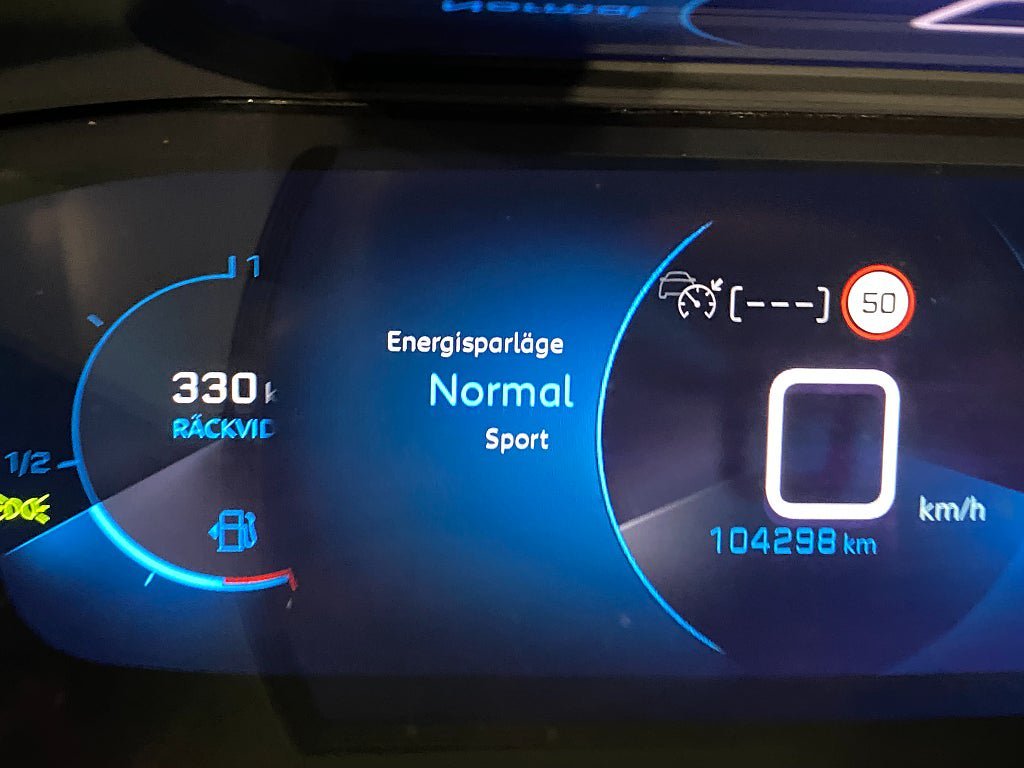 1
330
RÄCKVID
1/2
Energisparläge
Normal
Sport
[---] 50
0
km/h
104298 km